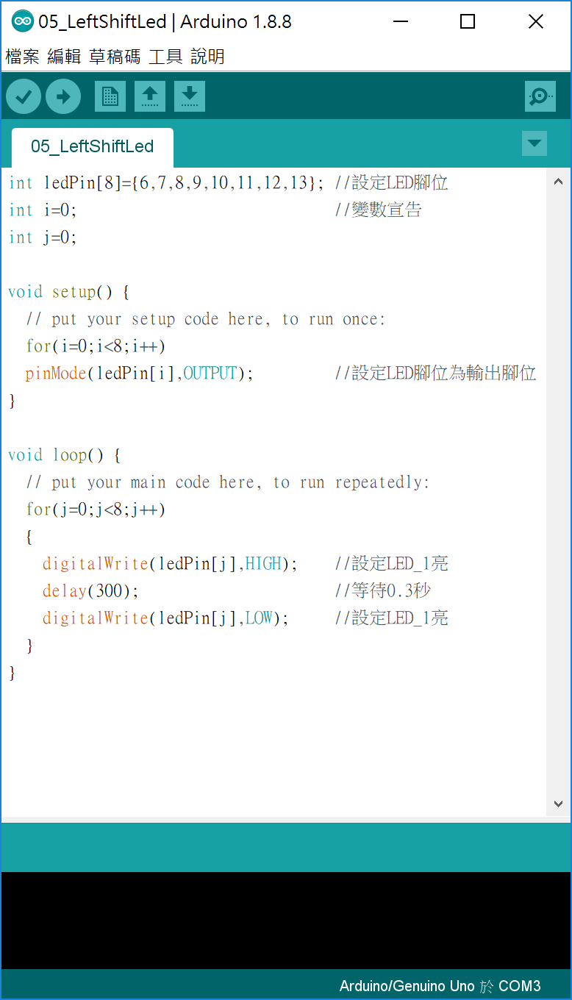 05_LeftShiftLed | Arduino 1.8.8
檔案 編輯 草稿碼 工具 說明
05_LeftShiftLed
int ledPin[8]={6,7,8,9,10,11,12,13}; //設定LED腳位
int i=0; //變數宣告
int j=0;
void setup() {
// put your setup code here, to run once:
for(i=0;i<8;i++)
pinMode(ledPin[i],OUTPUT); //設定LED腳位為輸出腳位
}
void loop() {
// put your main code here, to run repeatedly:
for(j=0;j<8;j++)
{
digitalWrite(ledPin[j],HIGH); //設定LED_1亮
delay(300); //等待0.3秒
digitalWrite(ledPin[j],LOW); //設定LED_1亮
}
}
Arduino/Genuino Uno 於 COM3